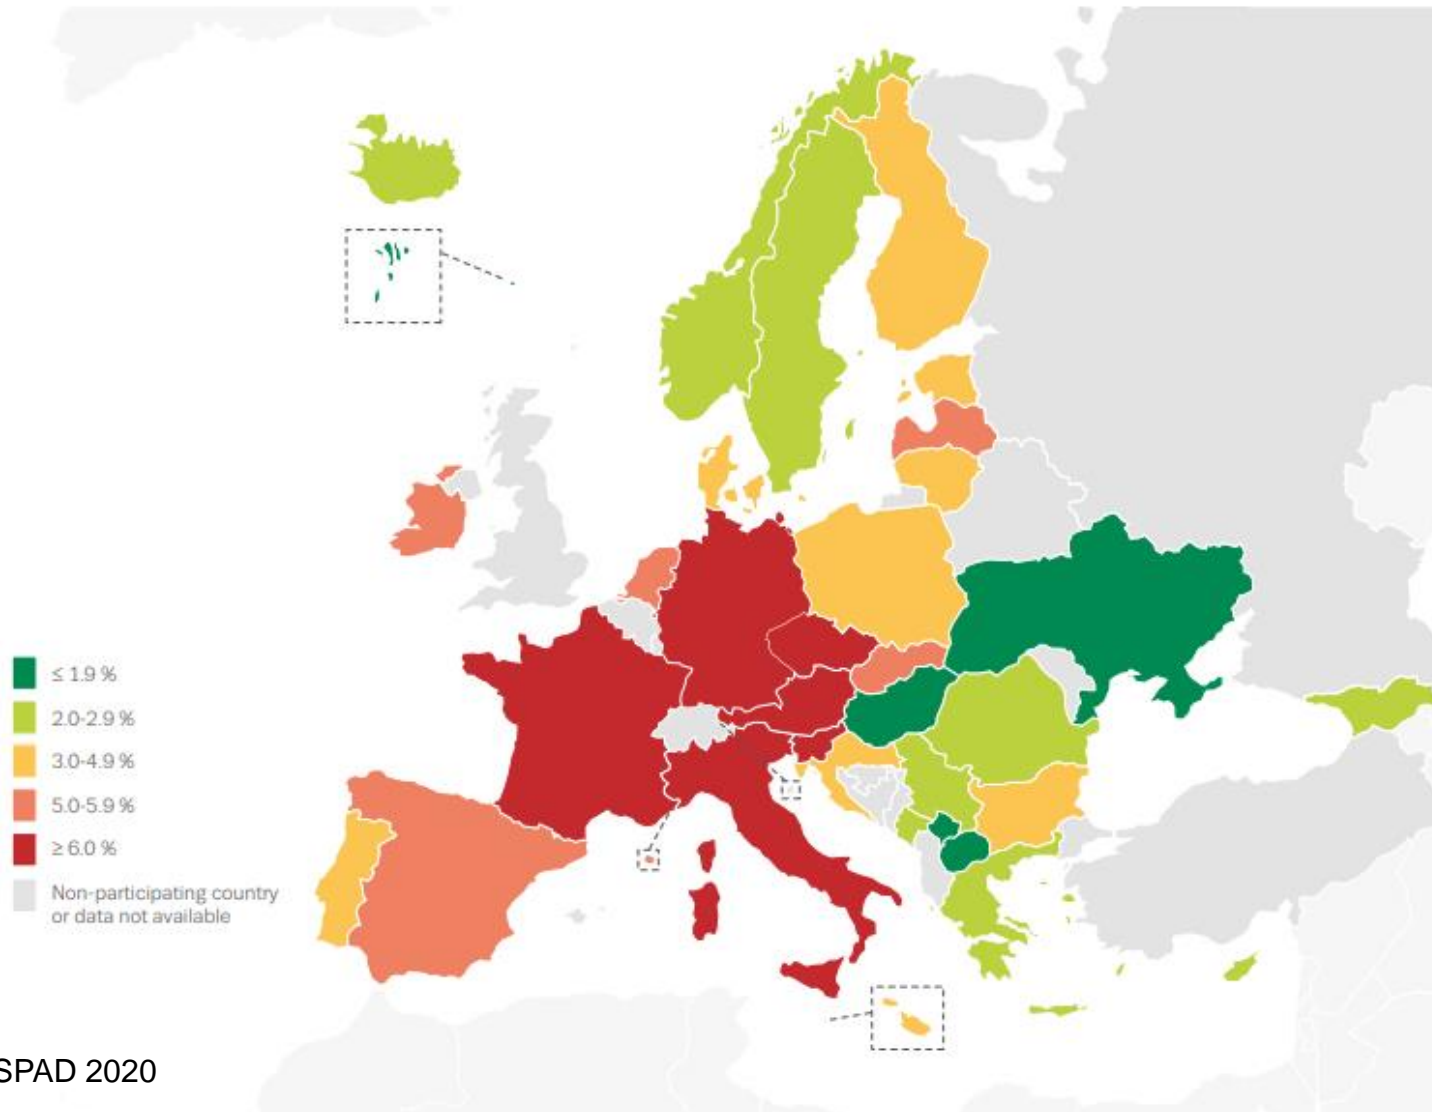 ≤ 1.9 %
2.0-2.9 %
3.0-4.9 %
5.0-5.9 %
≥ 6.0 %
Non-participating country
or data not available
SPAD 2020